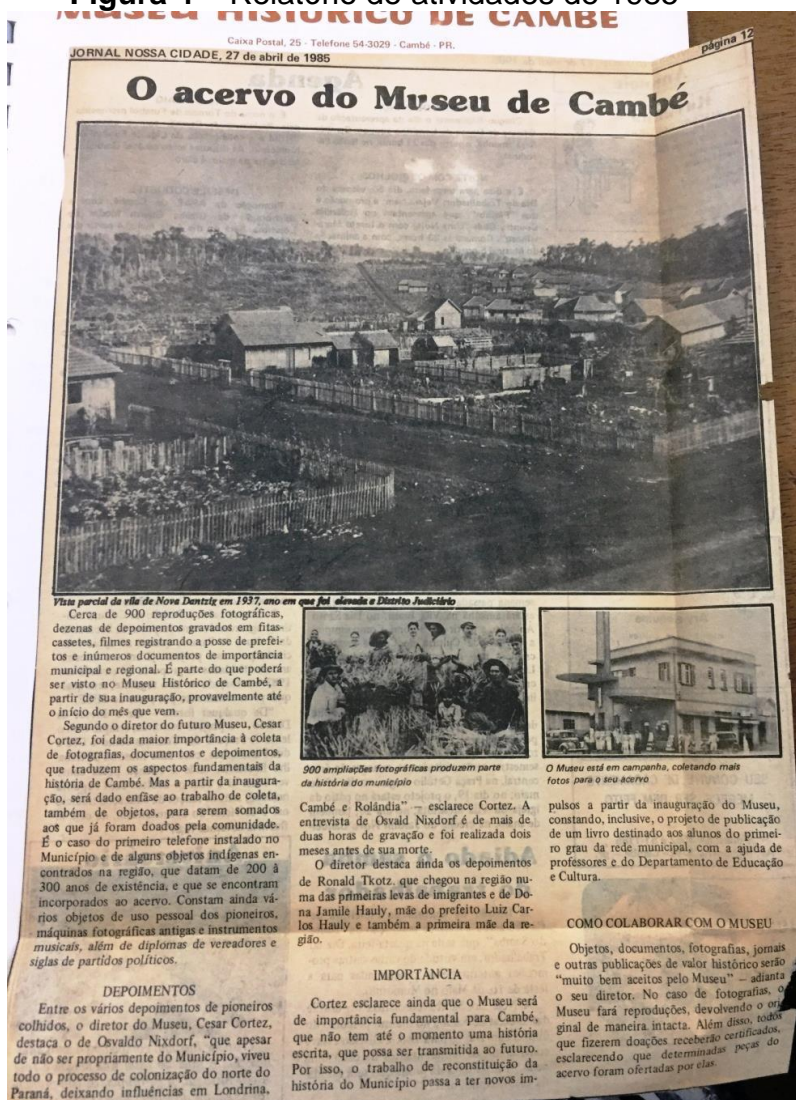 Figura 1 – Relatório de atividades de 1985
MUSEU HISTÓRICO DE CAMBÉ
Caixa Postal, 25 - Telefone 54-3029 - Cambé - PR.
JORNAL NOSSA CIDADE, 27 de abril de 1985
página 12
O acervo do Museu de Cambé
Vista parcial da vila de Nova Dantzig em 1937, ano em que foi elevada e Distrito Judiciário
Cerca de 900 reproduções fotográficas,
dezenas de depoimentos gravados em fitas-
cassetes, filmes registrando a posse de prefei-
tos e inúmeros documentos de importância
municipal e regional. É parte do que poderá
ser visto no Museu Histórico de Cambé, a
partir de sua inauguração, provavelmente até
o início do mês que vem.
Segundo o diretor do futuro Museu, Cesar
Cortez, foi dada maior importância à coleta
de fotografias, documentos e depoimentos,
que traduzem os aspectos fundamentais da
história de Cambé. Mas a partir da inaugura-
ção, será dado enfâse ao trabalho de coleta,
também de objetos, para serem somados
aos que já foram doados pela comunidade.
É o caso do primeiro telefone instalado no
Município e de alguns objetos indígenas en-
contrados na região, que datam de 200 à
300 anos de existência, e que se encontram
incorporados ao acervo. Constam ainda vá-
rios objetos de uso pessoal dos pioneiros,
máquinas fotográficas antigas e instrumentos
musicais, além de diplomas de vereadores e
siglas de partidos políticos.
DEPOIMENTOS
Entre os vários depoimentos de pioneiros
colhidos, o diretor do Museu, Cesar Cortez,
destaca o de Osvaldo Nixdorf, “que apesar
de não ser propriamente do Município, viveu
todo o processo de colonização do norte do
Paraná, deixando influências em Londrina,
900 ampliações fotográficas produzem parte
da história do município
Cambé e Rolândia” – esclarece Cortez. A
entrevista de Osvald Nixdorf é de mais de
duas horas de gravação e foi realizada dois
meses antes de sua morte.
O diretor destaca ainda os depoimentos
de Ronald Tkotz, que chegou na região nu-
ma das primeiras levas de imigrantes e de Do-
na Jamile Hauly, mãe do prefeito Luiz Car-
los Hauly e também a primeira mãe da re-
gião.
IMPORTÂNCIA
Cortez esclarece ainda que o Museu será
de importância fundamental para Cambé,
que não tem até o momento uma história
escrita, que possa ser transmitida ao futuro.
Por isso, o trabalho de reconstituição da
história do Município passa a ter novos im-
O Museu está em campanha, coletando mais
fotos para o seu acervo
pulsos a partir da inauguração do Museu,
constando, inclusive, o projeto de publicação
de um livro destinado aos alunos do primei-
ro grau da rede municipal, com a ajuda de
professores e do Departamento de Educação
e Cultura.
COMO COLABORAR COM O MUSEU
Objetos, documentos, fotografias, jornais
e outras publicações de valor histórico serão
“muito bem aceitos pelo Museu” – adianta
o seu diretor. No caso de fotografias, o
Museu fará reproduções, devolvendo o ori-
ginal de maneira intacta. Além disso, todos
que fizerem doações receberão certificados,
esclarecendo que determinadas peças do
acervo foram ofertadas por elas.